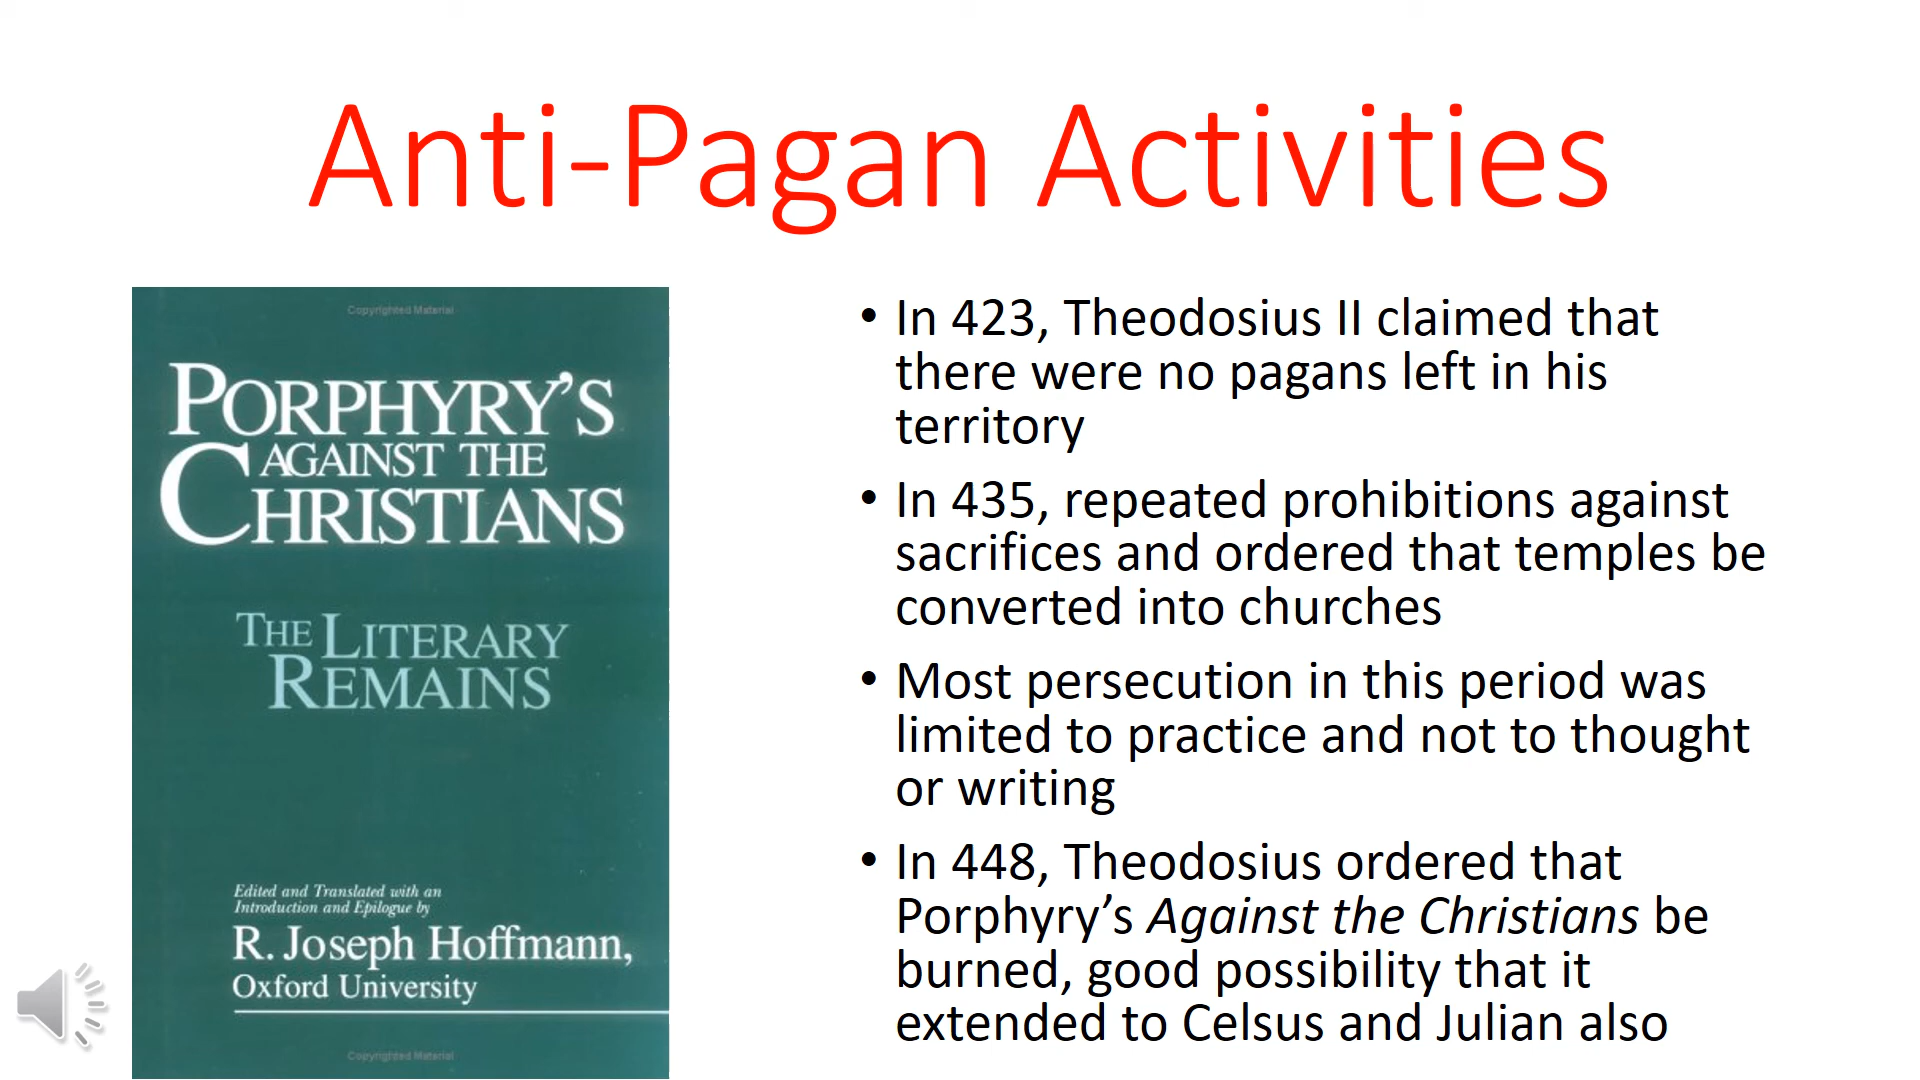 Anti-Pagan Activities
Copyrighted Material
PORPHYRY'S
AGAINST THE
CHRISTIANS
THE LITERARY
REMAINS
Edited and Translated with an
Introduction and Epilogue by
R. Joseph Hoffmann,
Oxford University
Copyrighted Material
• In 423, Theodosius II claimed that
there were no pagans left in his
territory
• In 435, repeated prohibitions against
sacrifices and ordered that temples be
converted into churches
• Most persecution in this period was
limited to practice and not to thought
or writing
• In 448, Theodosius ordered that
Porphyry’s Against the Christians be
burned, good possibility that it
extended to Celsus and Julian also